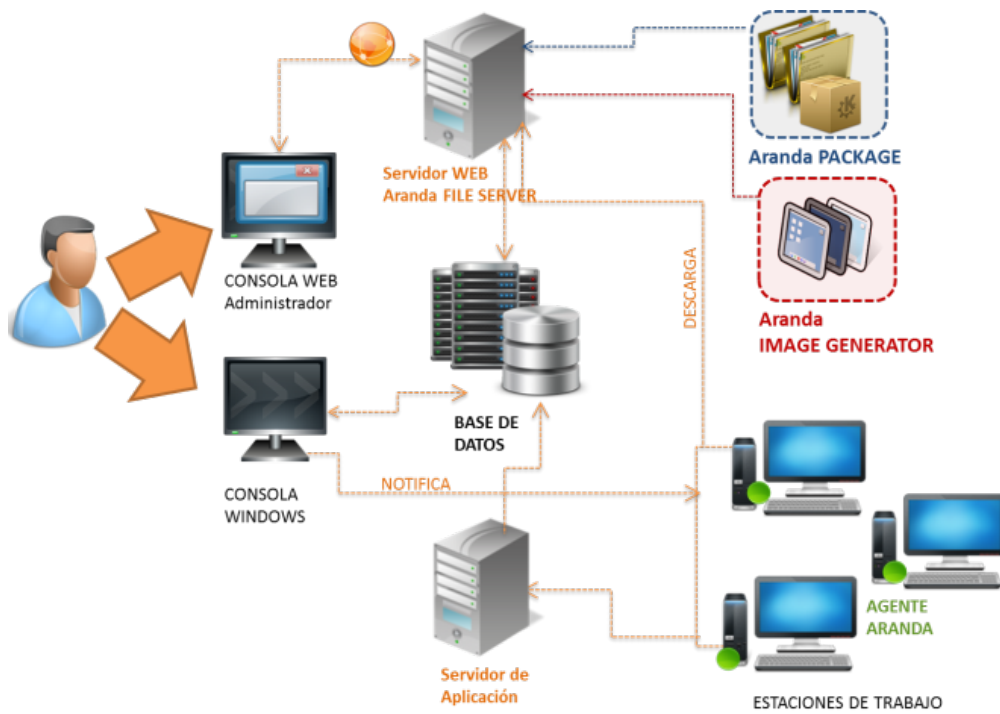 Aranda PACKAGE
Servidor WEB
Aranda FILE SERVER
CONSOLA WEB
Administrador
DESCARGA
Aranda
IMAGE GENERATOR
BASE DE
DATOS
NOTIFICA
CONSOLA
WINDOWS
AGENTE
ARANDA
Servidor de
Aplicación
ESTACIONES DE TRABAJO